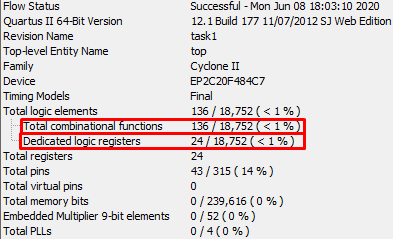 Flow Status Successful - Mon Jun 08 18:03:10 2020
Quartus II 64-Bit Version 12.1 Build 177 11/07/2012 SJ Web Edition
Revision Name task1
Top-level Entity Name top
Family Cyclone II
Device EP2C20F484C7
Timing Models Final
Total logic elements 136 / 18,752 ( < 1 % )
Total combinational functions 136 / 18,752 ( < 1 % )
Dedicated logic registers 24 / 18,752 ( < 1 % )
Total registers 24
Total pins 43 / 315 ( 14 % )
Total virtual pins 0
Total memory bits 0 / 239,616 ( 0 % )
Embedded Multiplier 9-bit elements 0 / 52 ( 0 % )
Total PLLs 0 / 4 ( 0 % )